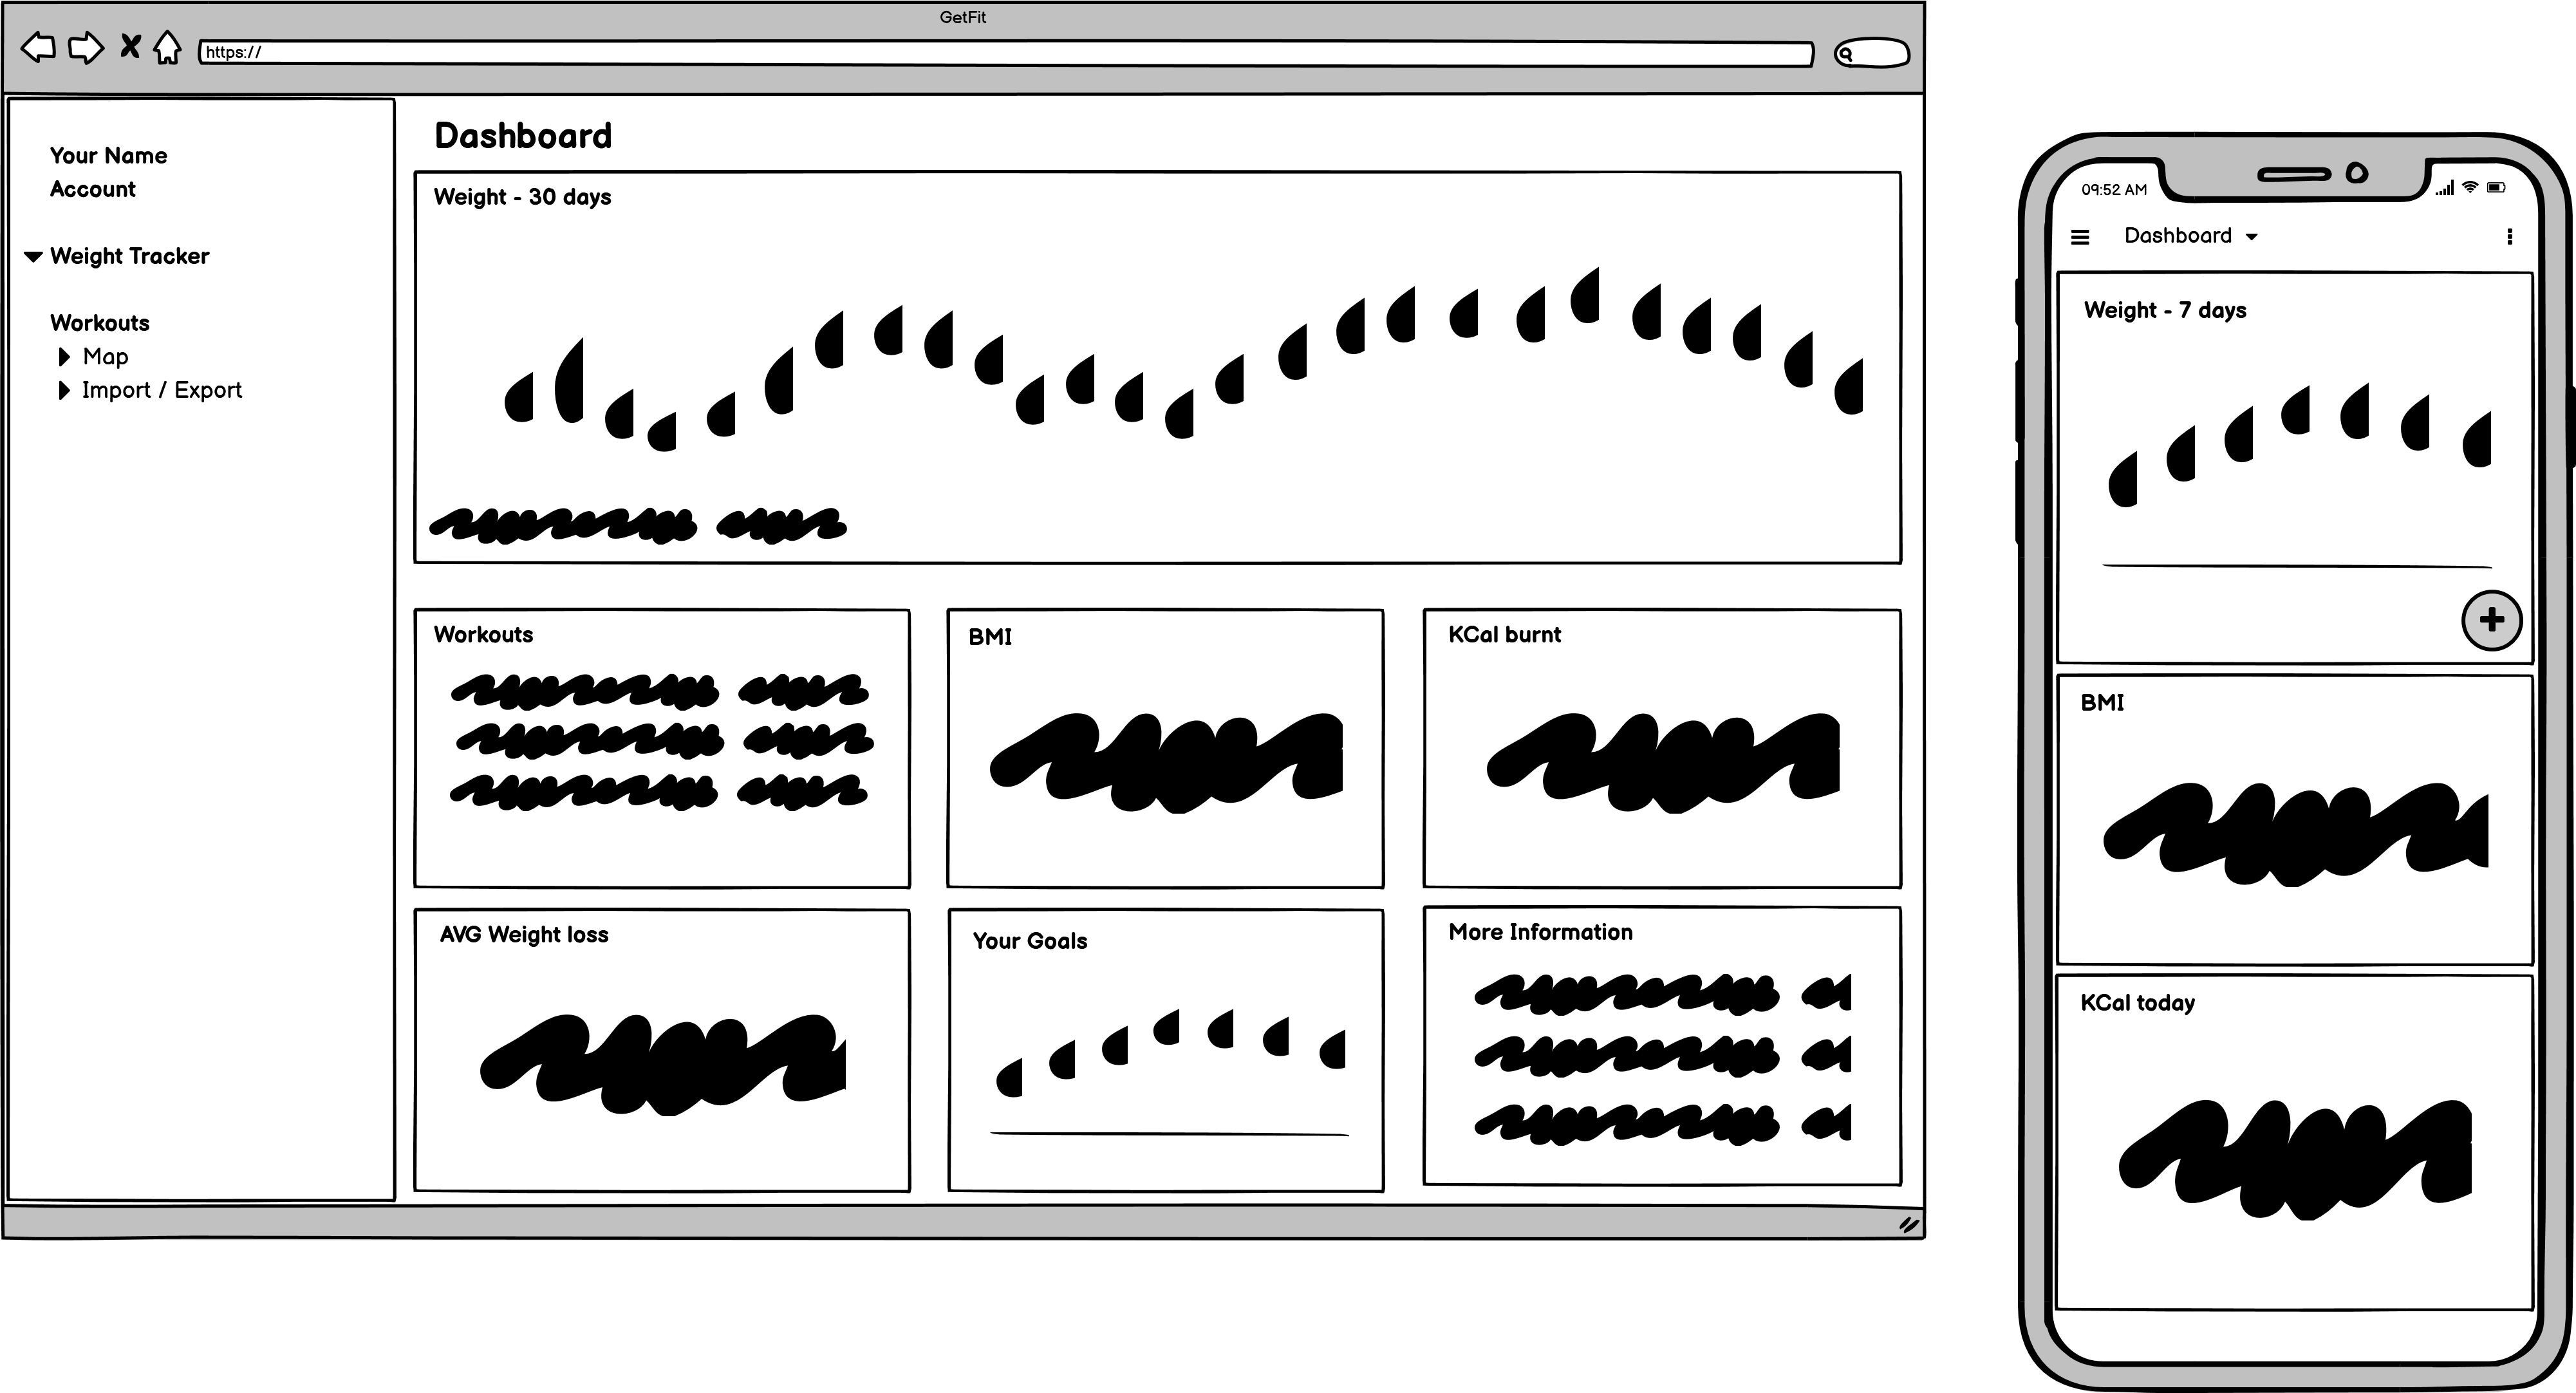 GetFit
https://
Your Name
Account
Weight Tracker
Workouts
Map
Import / Export
Dashboard
Weight - 30 days
Workouts
BMI
KCal burnt
AVG Weight loss
Your Goals
More Information
09:52 AM
Dashboard
Weight - 7 days
BMI
KCal today